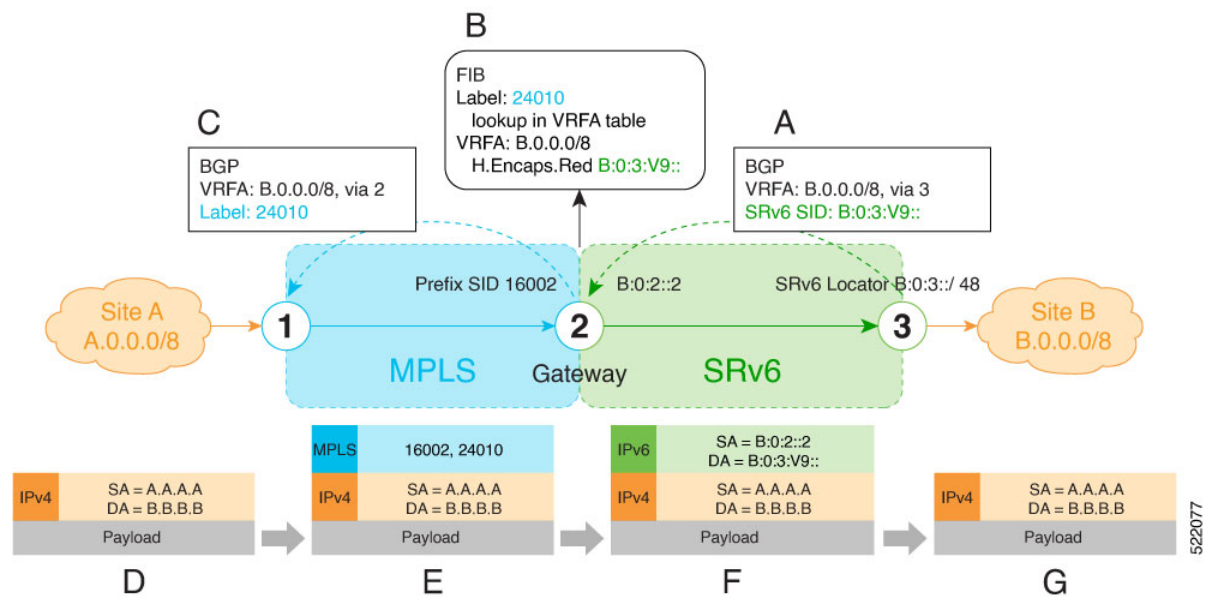 B
FIB
Label: 24010
lookup in VRFA table
VRFA: B.0.0.0/8
H.Encaps.Red B:0:3:V9::
C
BGP
VRFA: B.0.0.0/8, via 2
Label: 24010
A
BGP
VRFA: B.0.0.0/8, via 3
SRv6 SID: B:0:3:V9::
Prefix SID 16002
B:0:2::2
SRv6 Locator B:0:3::/ 48
Site A
A.0.0.0/8
1
2
3
Site B
B.0.0.0/8
MPLS
Gateway
SRv6
IPv4
SA = A.A.A.A
DA = B.B.B.B
Payload
D
MPLS
16002, 24010
IPv4
SA = A.A.A.A
DA = B.B.B.B
Payload
E
IPv6
SA = B:0:2::2
DA = B:0:3:V9::
IPv4
SA = A.A.A.A
DA = B.B.B.B
Payload
F
IPv4
SA = A.A.A.A
DA = B.B.B.B
Payload
G
522077